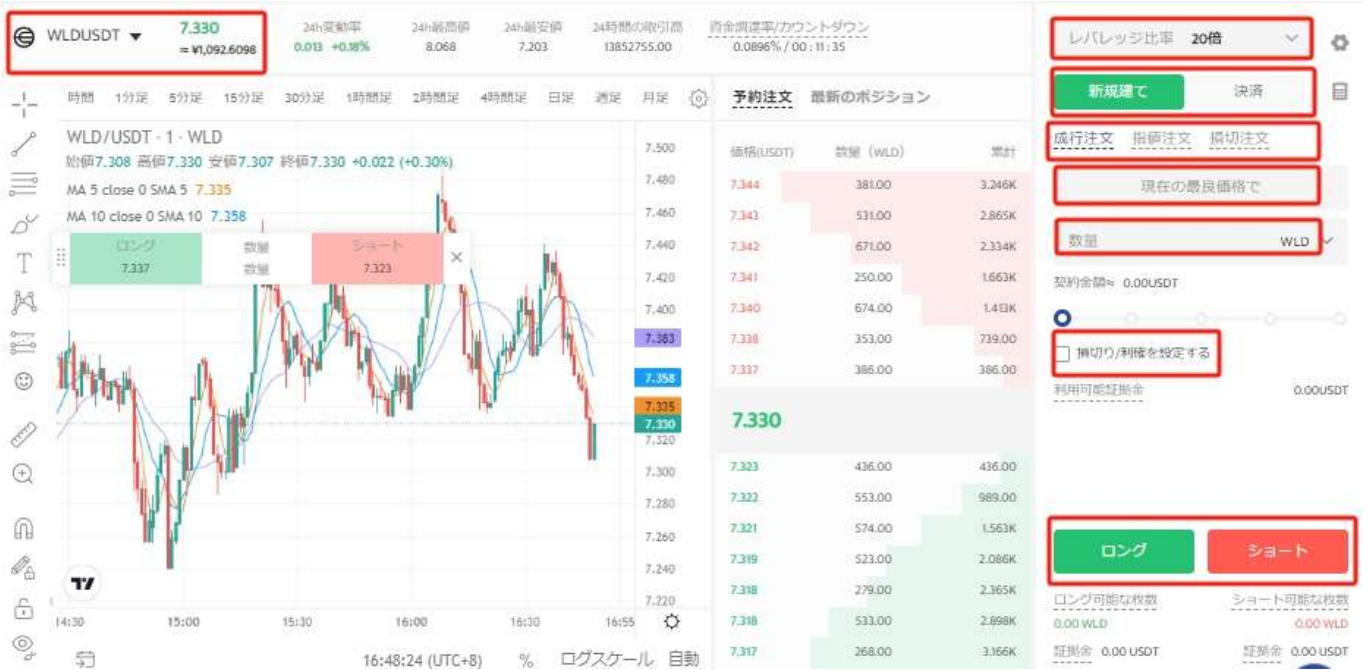 WLDUSDT
7.330
≈ ¥1,092.6098
24h変動率
0.013 +0.18%
24h最高値
8.068
24h最安値
7.203
24時間の取引高
13852755.00
資金調達率/カウントダウン
0.0896% / 00 : 11 : 35
時間 1分足 5分足 15分足 30分足 1時間足 2時間足 4時間足 日足 週足 月足
WLD/USDT · 1 · WLD
始値7.308 高値7.330 安値7.307 終値7.330 +0.022 (+0.30%)
MA 5 close 0 SMA 5 7.335
MA 10 close 0 SMA 10 7.358
ロング 数量 ショート
7.337 数量 7.323
7.500
7.480
7.460
7.440
7.420
7.400
7.383
7.358
7.335
7.330
7.320
7.300
7.280
7.260
7.240
7.220
14:30 15:00 15:30 16:00 16:30 16:55
16:48:24 (UTC+8) % ログスケール 自動
予約注文 最新のポジション
価格(USDT) 数量 (WLD) 累計
7.344 381.00 3.246K
7.343 531.00 2.865K
7.342 671.00 2.334K
7.341 250.00 1.663K
7.340 674.00 1.413K
7.338 353.00 739.00
7.337 386.00 386.00
7.330
7.323 436.00 436.00
7.322 553.00 989.00
7.321 574.00 1.563K
7.319 523.00 2.086K
7.318 279.00 2.365K
7.318 533.00 2.898K
7.317 268.00 3.166K
レバレッジ比率 20倍
新規建て 決済
成行注文 指値注文 損切注文
現在の最良価格で
数量 WLD
契約金額≈ 0.00USDT
損切り/利確を設定する
利用可能証拠金 0.00USDT
ロング ショート
ロング可能な枚数 ショート可能な枚数
0.00 WLD 0.00 WLD
証拠金 0.00 USDT 証拠金 0.00 USDT